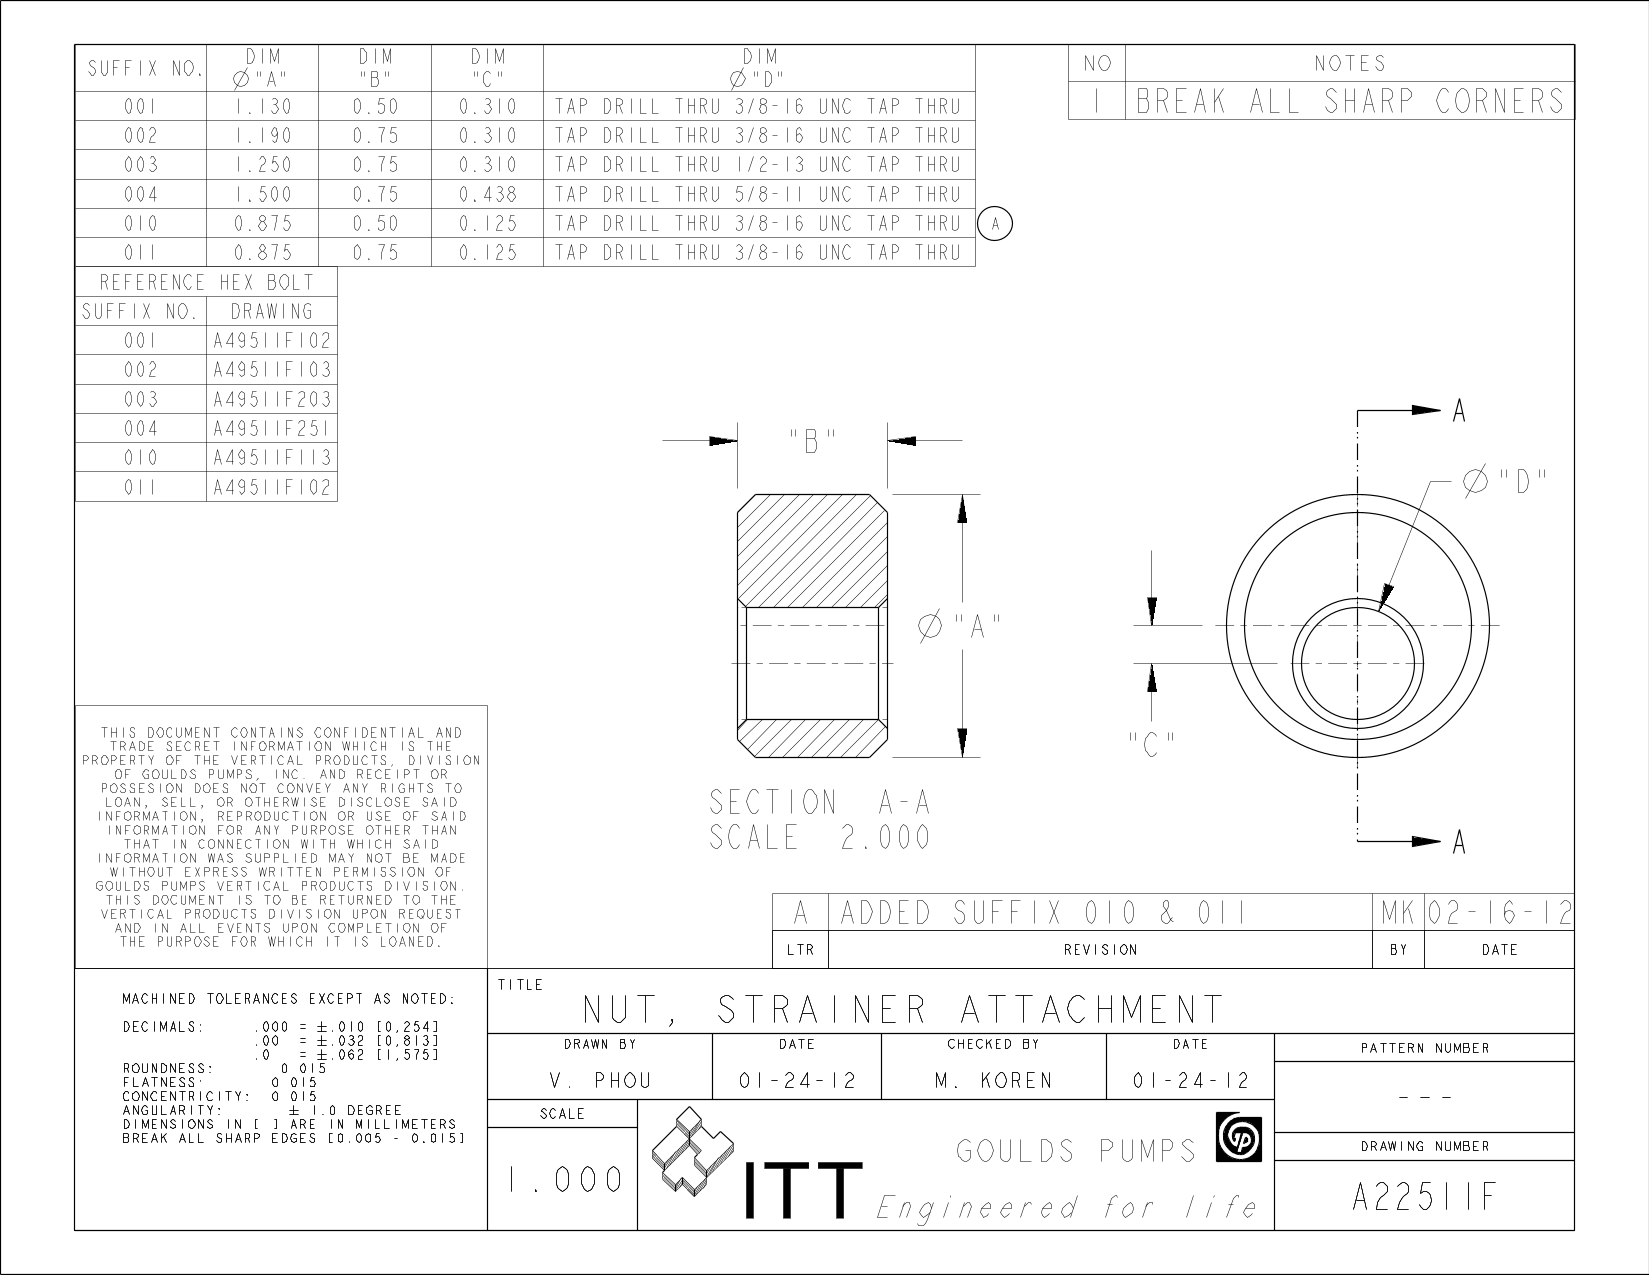 SUFFIX NO. DIM Ø"A" DIM "B" DIM "C" DIM Ø"D"
001 1.130 0.50 0.310 TAP DRILL THRU 3/8-16 UNC TAP THRU
002 1.190 0.75 0.310 TAP DRILL THRU 3/8-16 UNC TAP THRU
003 1.250 0.75 0.310 TAP DRILL THRU 1/2-13 UNC TAP THRU
004 1.500 0.75 0.438 TAP DRILL THRU 5/8-11 UNC TAP THRU
010 0.875 0.50 0.125 TAP DRILL THRU 3/8-16 UNC TAP THRU A
011 0.875 0.75 0.125 TAP DRILL THRU 3/8-16 UNC TAP THRU
NO NOTES
1 BREAK ALL SHARP CORNERS
REFERENCE HEX BOLT
SUFFIX NO. DRAWING
001 A49511F102
002 A49511F103
003 A49511F203
004 A49511F251
010 A49511F113
011 A49511F102
"B"
Ø"A"
SECTION A-A
SCALE 2.000
A
Ø"D"
"C"
A
THIS DOCUMENT CONTAINS CONFIDENTIAL AND
TRADE SECRET INFORMATION WHICH IS THE
PROPERTY OF THE VERTICAL PRODUCTS, DIVISION
OF GOULDS PUMPS, INC. AND RECEIPT OR
POSSESION DOES NOT CONVEY ANY RIGHTS TO
LOAN, SELL, OR OTHERWISE DISCLOSE SAID
INFORMATION, REPRODUCTION OR USE OF SAID
INFORMATION FOR ANY PURPOSE OTHER THAN
THAT IN CONNECTION WITH WHICH SAID
INFORMATION WAS SUPPLIED MAY NOT BE MADE
WITHOUT EXPRESS WRITTEN PERMISSION OF
GOULDS PUMPS VERTICAL PRODUCTS DIVISION.
THIS DOCUMENT IS TO BE RETURNED TO THE
VERTICAL PRODUCTS DIVISION UPON REQUEST
AND IN ALL EVENTS UPON COMPLETION OF
THE PURPOSE FOR WHICH IT IS LOANED.
A ADDED SUFFIX 010 & 011 MK 02-16-12
LTR REVISION BY DATE
MACHINED TOLERANCES EXCEPT AS NOTED:
DECIMALS: .000 = ±.010 [0,254]
.00 = ±.032 [0,813]
.0 = ±.062 [1,575]
ROUNDNESS: 0.015
FLATNESS: 0.015
CONCENTRICITY: 0.015
ANGULARITY: ± 1.0 DEGREE
DIMENSIONS IN [ ] ARE IN MILLIMETERS
BREAK ALL SHARP EDGES [0.005 - 0.015]
TITLE
NUT, STRAINER ATTACHMENT
DRAWN BY DATE CHECKED BY DATE
V. PHOU 01-24-12 M. KOREN 01-24-12
PATTERN NUMBER
---
SCALE
1.000
ITT
GOULDS PUMPS
Engineered for life
DRAWING NUMBER
A22511F